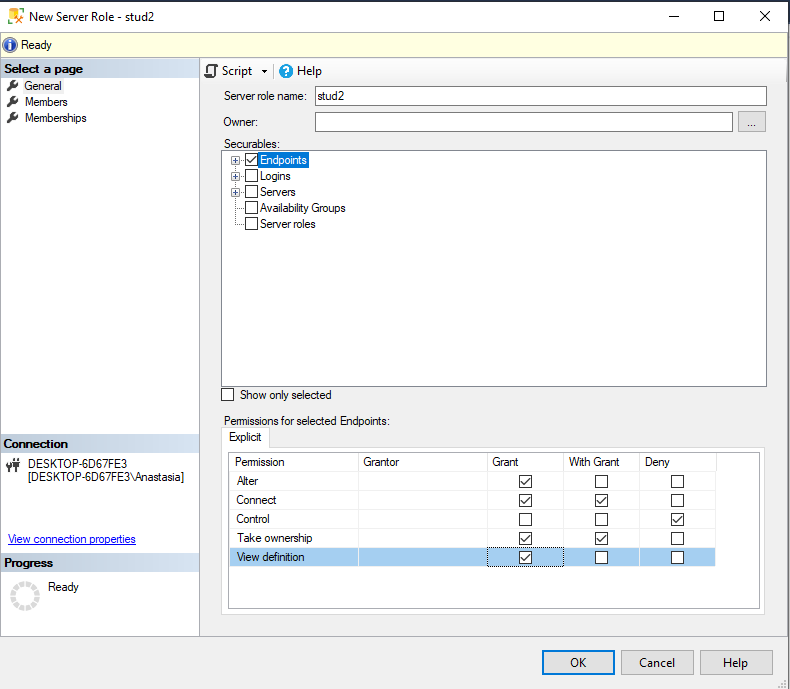 New Server Role - stud2
Ready
Select a page
General
Members
Memberships
Connection
DESKTOP-6D67FE3
[DESKTOP-6D67FE3\Anastasia]
View connection properties
Progress
Ready
Script Help
Server role name: stud2
Owner: ...
Securables:
Endpoints
Logins
Servers
Availability Groups
Server roles
Show only selected
Permissions for selected Endpoints:
Explicit
Permission Grantor Grant With Grant Deny
Alter
Connect
Control
Take ownership
View definition
OK Cancel Help